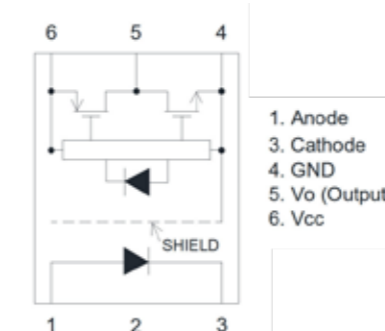 6 5 4
1. Anode
3. Cathode
4. GND
5. Vo (Output
6. Vcc
SHIELD
1 2 3